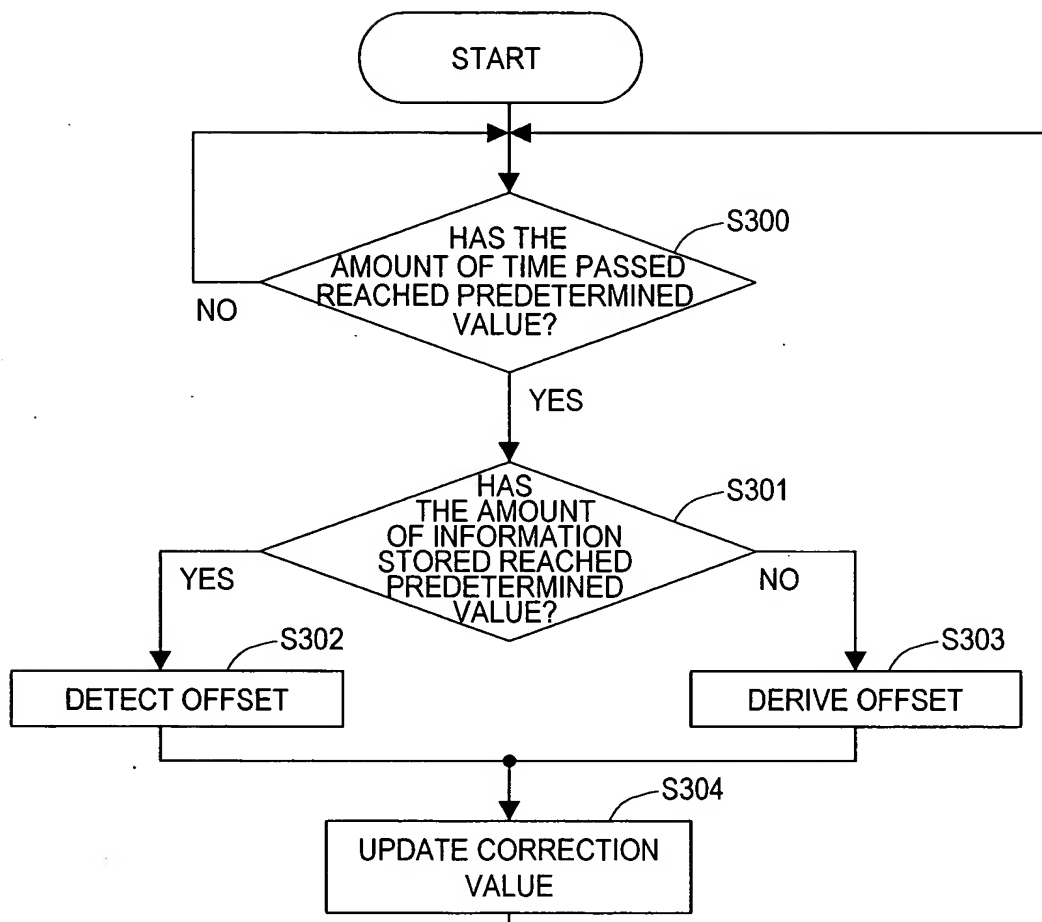 START
S300
HAS THE
AMOUNT OF TIME PASSED
REACHED PREDETERMINED
VALUE?
NO
YES
S301
HAS
THE AMOUNT
OF INFORMATION
STORED REACHED
PREDETERMINED
VALUE?
YES
NO
S302
S303
DETECT OFFSET
DERIVE OFFSET
S304
UPDATE CORRECTION
VALUE